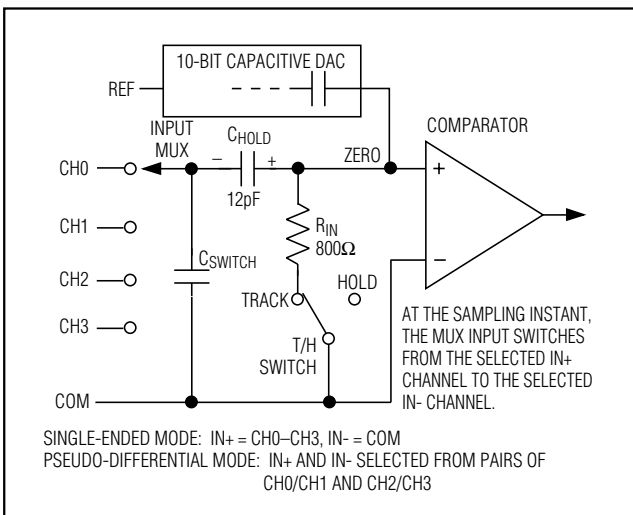 10-BIT CAPACITIVE DAC
REF
COMPARATOR
INPUT
MUX
CHOLD
ZERO
– +
+
CH0
12pF
RIN
800Ω
CH1
CSWITCH
–
HOLD
CH2
TRACK
CH3
T/H
SWITCH
AT THE SAMPLING INSTANT,
THE MUX INPUT SWITCHES
FROM THE SELECTED IN+
CHANNEL TO THE SELECTED
IN- CHANNEL.
COM
SINGLE-ENDED MODE: IN+ = CH0–CH3, IN- = COM
PSEUDO-DIFFERENTIAL MODE: IN+ AND IN- SELECTED FROM PAIRS OF
CH0/CH1 AND CH2/CH3